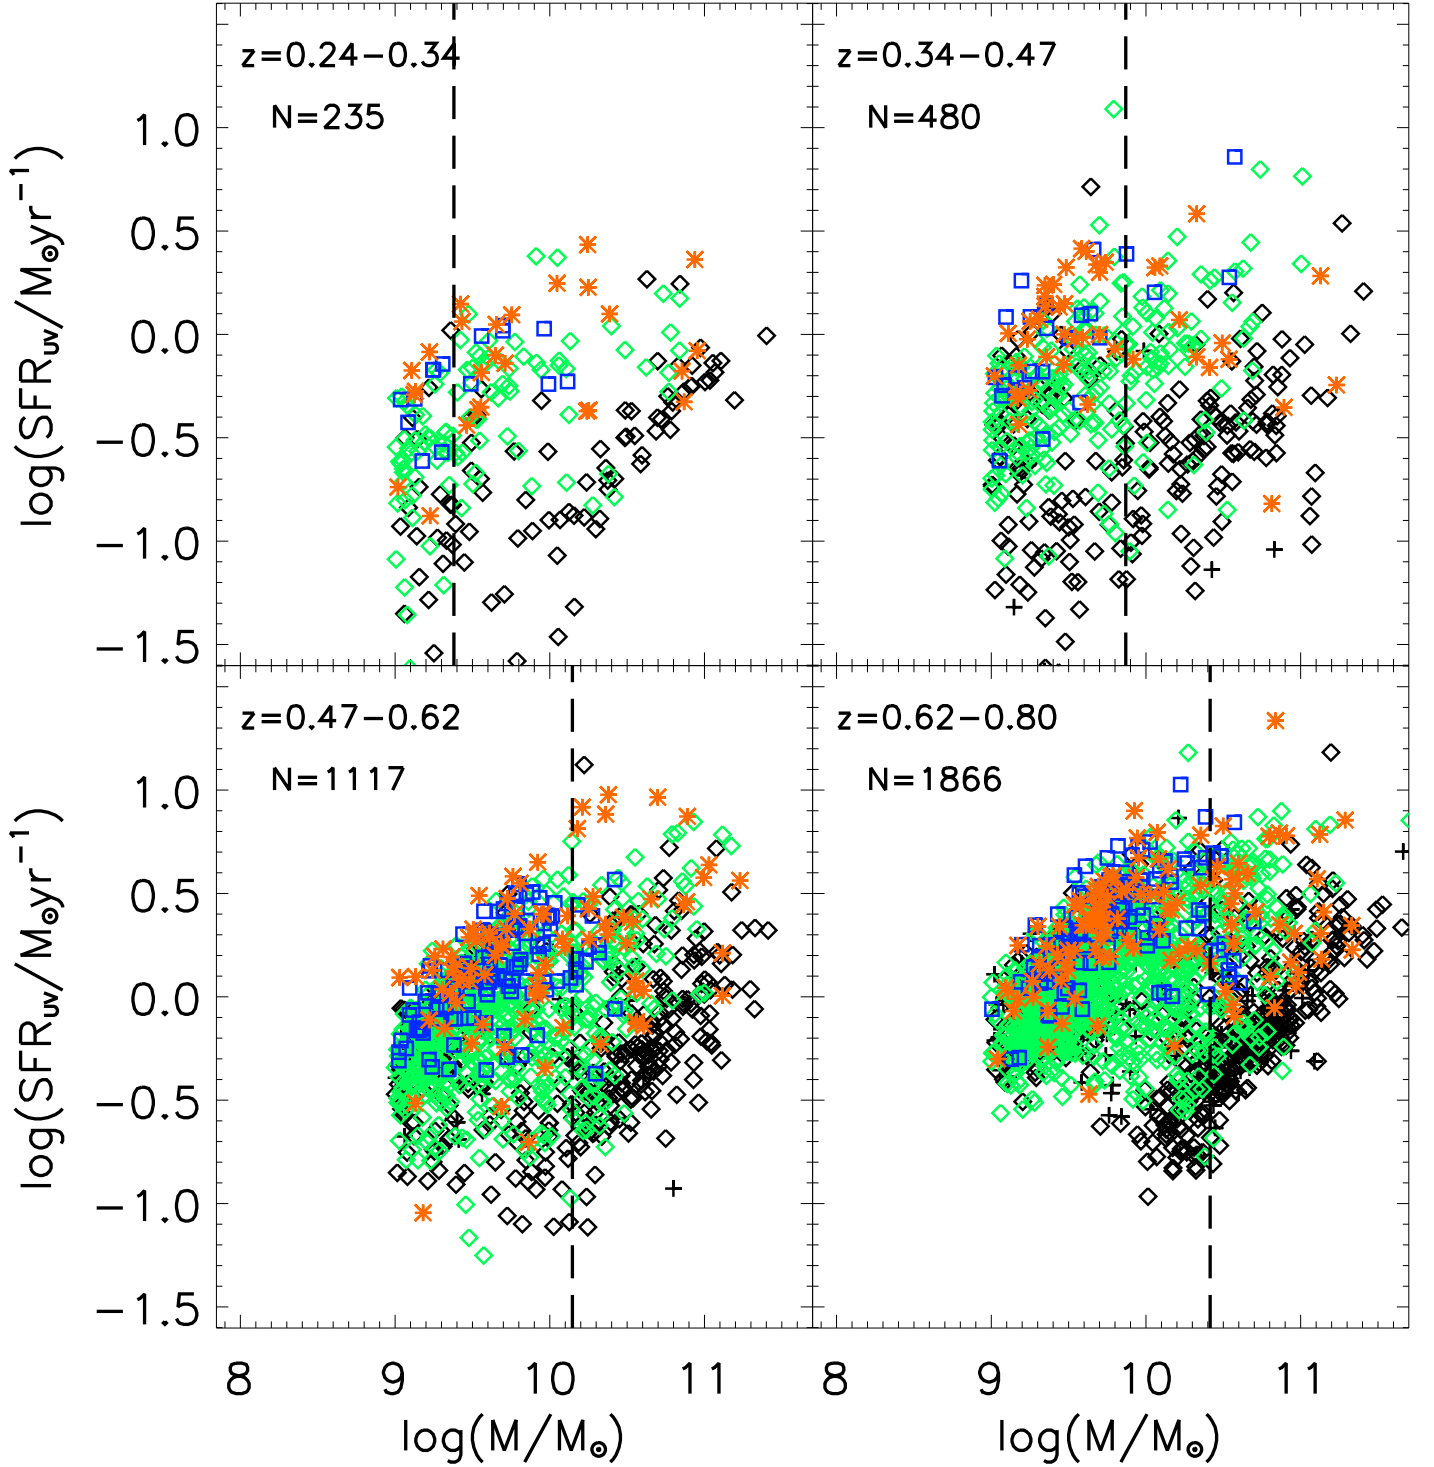 z=0.24−0.34
N=235
z=0.34−0.47
N=480
1.0
0.5
0.0
−0.5
−1.0
−1.5
log(SFRuv/M⊙yr⁻¹)
z=0.47−0.62
N=1117
z=0.62−0.80
N=1866
1.0
0.5
0.0
−0.5
−1.0
−1.5
log(SFRuv/M⊙yr⁻¹)
8 9 10 11 8 9 10 11
log(M/M⊙) log(M/M⊙)